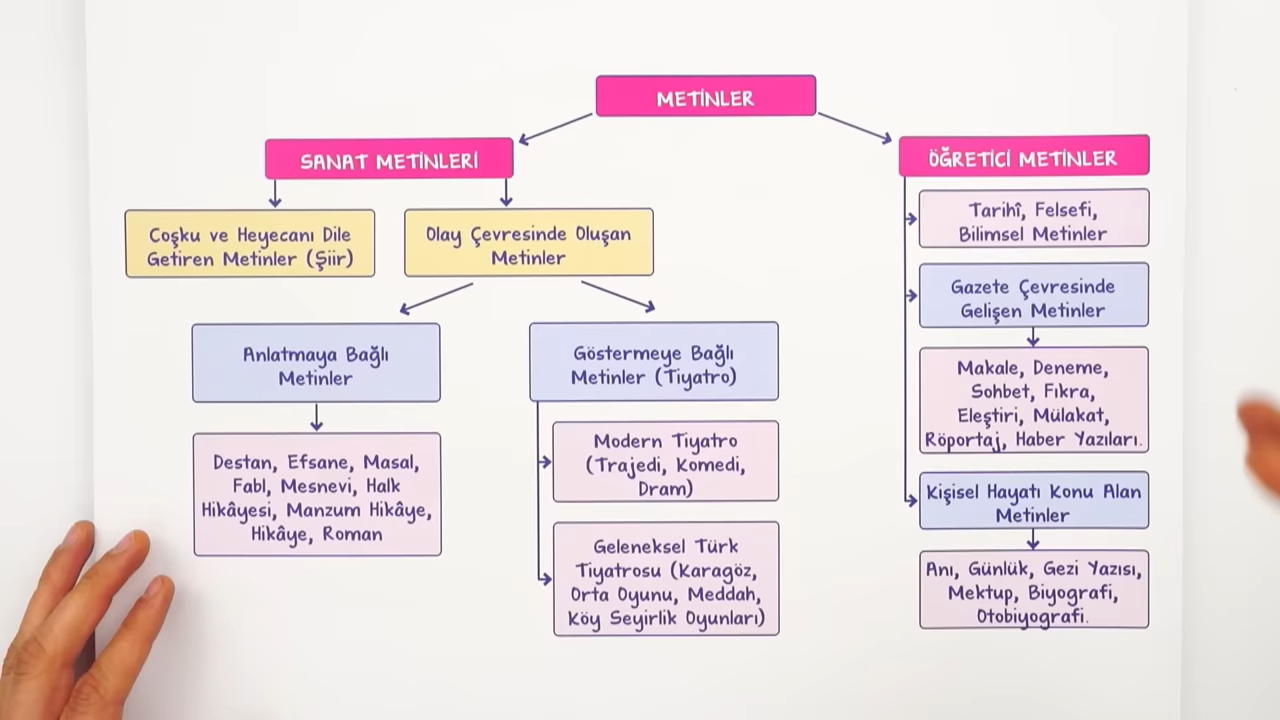 METİNLER
SANAT METİNLERİ
Coşku ve Heyecanı Dile
Getiren Metinler (Şiir)
Olay Çevresinde Oluşan
Metinler
Anlatmaya Bağlı
Metinler
Destan, Efsane, Masal,
Fabl, Mesnevi, Halk
Hikâyesi, Manzum Hikâye,
Hikâye, Roman
Göstermeye Bağlı
Metinler (Tiyatro)
Modern Tiyatro
(Trajedi, Komedi,
Dram)
Geleneksel Türk
Tiyatrosu (Karagöz,
Orta Oyunu, Meddah,
Köy Seyirlik Oyunları)
ÖĞRETİCİ METİNLER
Tarihî, Felsefi,
Bilimsel Metinler
Gazete Çevresinde
Gelişen Metinler
Makale, Deneme,
Sohbet, Fıkra,
Eleştiri, Mülakat,
Röportaj, Haber Yazıları.
Kişisel Hayatı Konu Alan
Metinler
Anı, Günlük, Gezi Yazısı,
Mektup, Biyografi,
Otobiyografi.